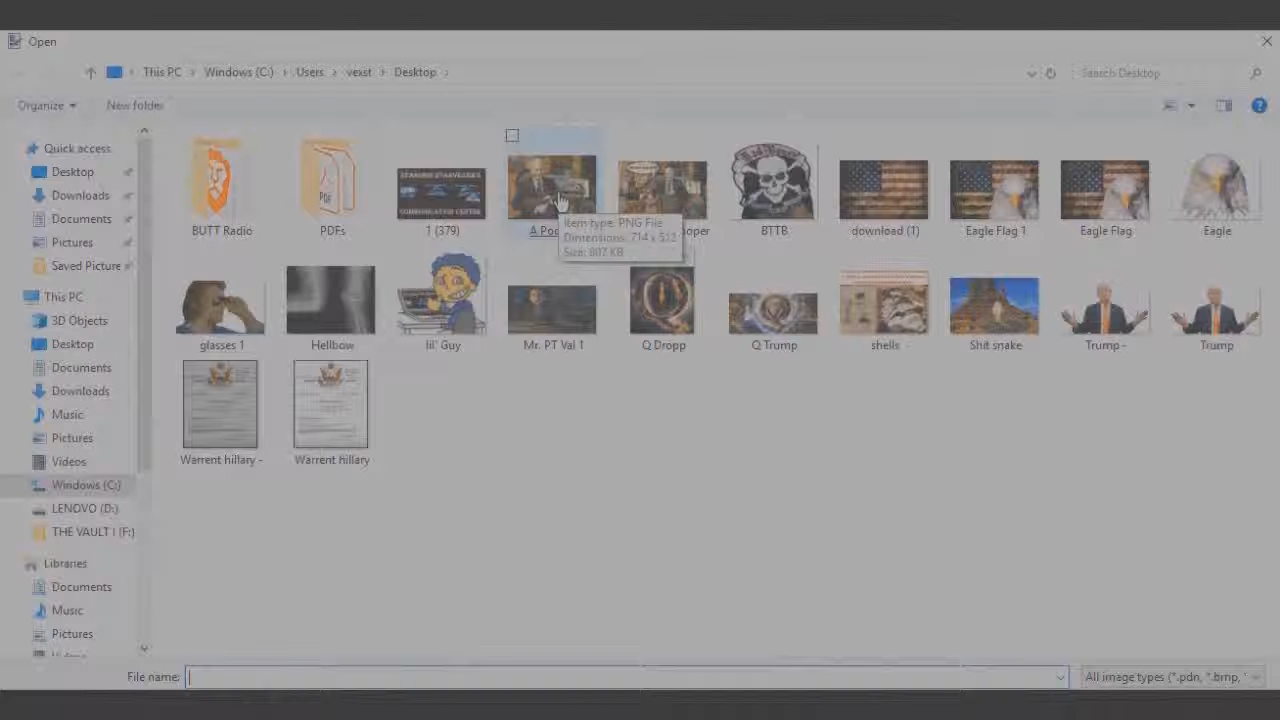 Open
This PC > Windows (C:) > Users > vexst > Desktop >
Search Desktop
Organize
New folder
Quick access
Desktop
Downloads
Documents
Pictures
Saved Picture
This PC
3D Objects
Desktop
Documents
Downloads
Music
Pictures
Videos
Windows (C:)
LENOVO (D:)
THE VAULT I (F:)
Libraries
Documents
Music
Pictures
BUTT Radio
PDF
PDFs
COMMUNICATION CENTER
1 (379)
A Poo
ooper
Item type: PNG File
Dimensions: 714 x 512
Size: 807 KB
BTTB
download (1)
Eagle Flag 1
Eagle Flag
Eagle
glasses 1
Hellbow
lil' Guy
Mr. PT Val 1
Q Dropp
Q Trump
shells
Shit snake
Trump -
Trump
Warrent hillary -
Warrent hillary
File name:
All image types (*.pdn, *.bmp, *